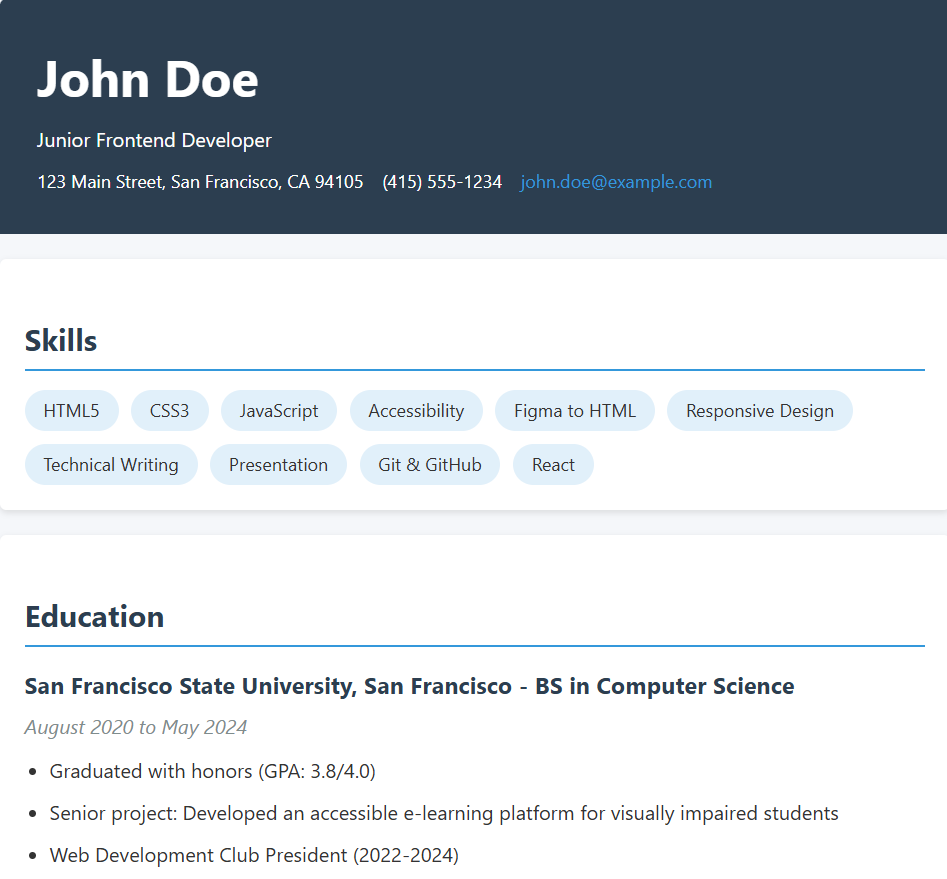 John Doe
Junior Frontend Developer
123 Main Street, San Francisco, CA 94105 (415) 555-1234 john.doe@example.com
Skills
HTML5 CSS3 JavaScript Accessibility Figma to HTML Responsive Design
Technical Writing Presentation Git & GitHub React
Education
San Francisco State University, San Francisco - BS in Computer Science
August 2020 to May 2024
• Graduated with honors (GPA: 3.8/4.0)
• Senior project: Developed an accessible e-learning platform for visually impaired students
• Web Development Club President (2022-2024)